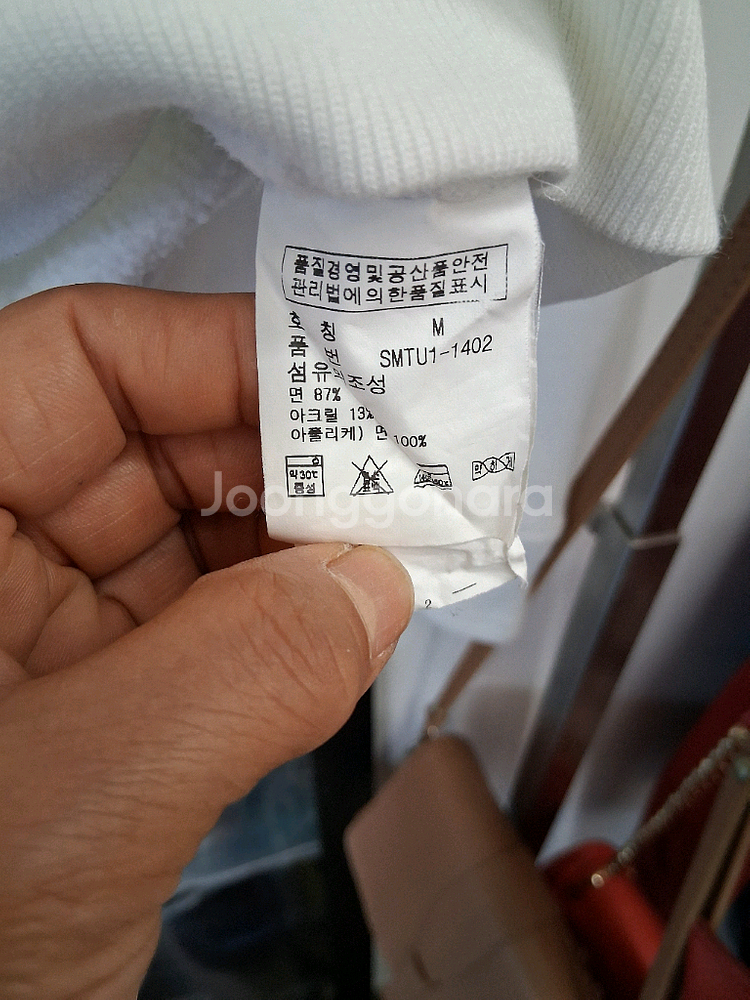 품질경영및공산품안전
관리법에의한품질표시
호 칭 M
품 번 SMTU1-1402
섬유의조성
면 87%
아크릴 13%
아플리케) 면 100%
약30℃
중성
Joonggonara
2